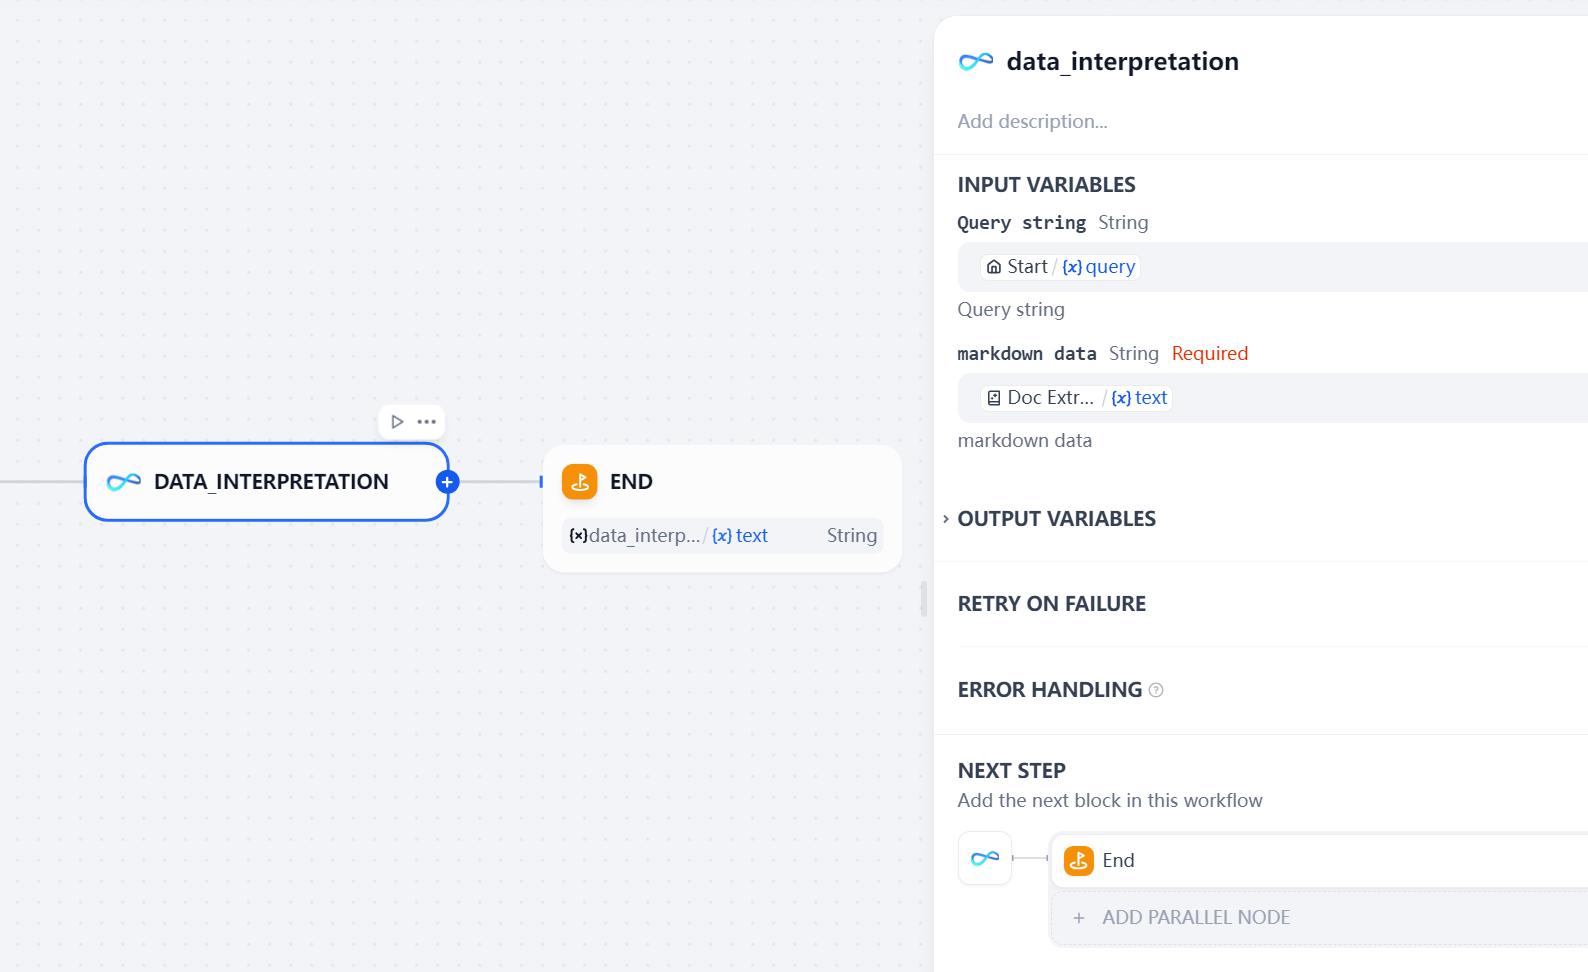 DATA_INTERPRETATION
END
{x}data_interp... / {x} text String
data_interpretation
Add description...
INPUT VARIABLES
Query string String
Start / {x} query
Query string
markdown data String Required
Doc Extr... / {x} text
markdown data
OUTPUT VARIABLES
RETRY ON FAILURE
ERROR HANDLING
NEXT STEP
Add the next block in this workflow
End
+ ADD PARALLEL NODE